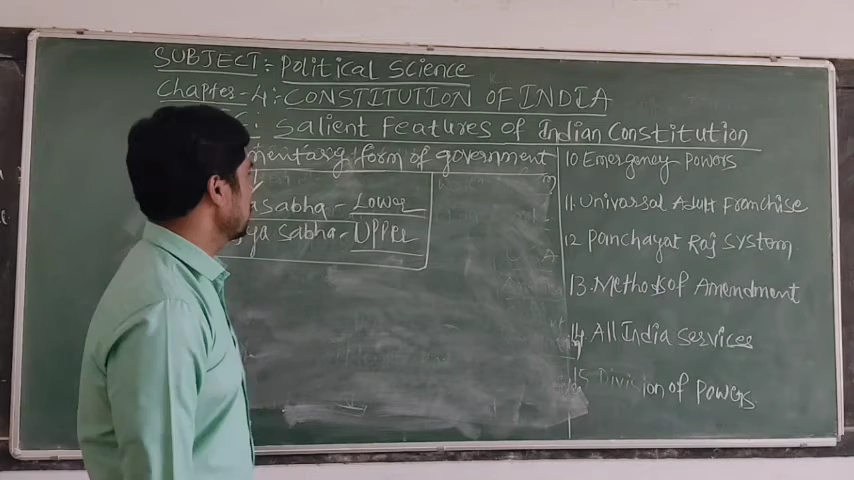 SUBJECT:- Political Science
Chapter-4:- CONSTITUTION OF INDIA
: Salient Features of Indian Constitution
mentary form of government
asabha - Lower
ya sabha - Upper
10 Emergency Powers
11. Univarsal Adult Franchise
12 Panchayat Raj System
13. Methods of Amendment
14 All India Services
15 Division of Powers